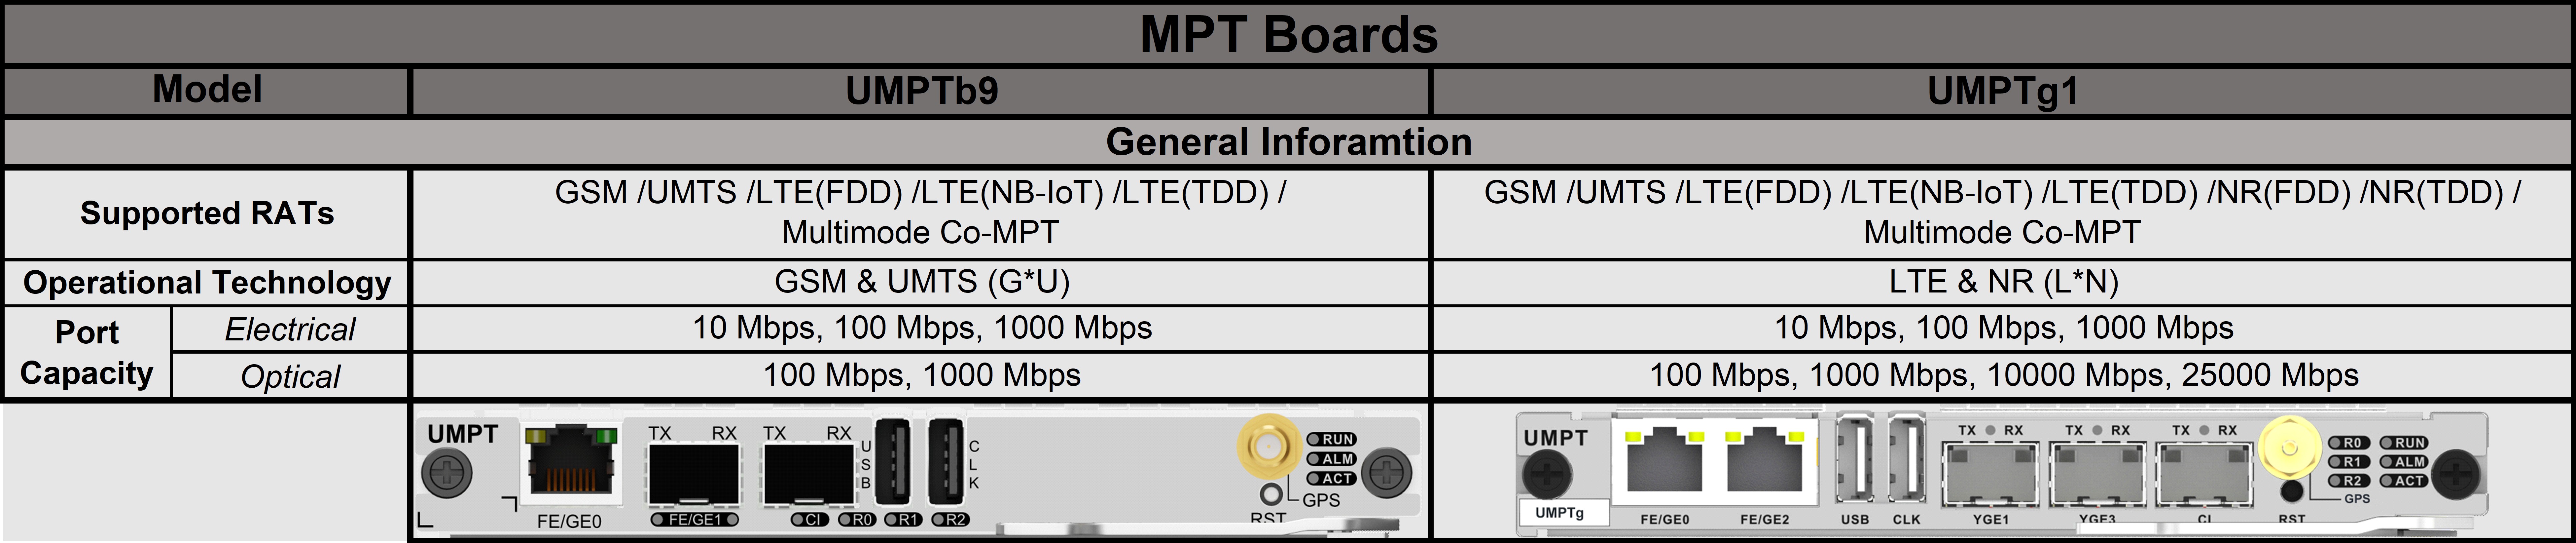 MPT Boards
Model
UMPTb9
UMPTg1
General Inforamtion
Supported RATs
GSM /UMTS /LTE(FDD) /LTE(NB-IoT) /LTE(TDD) /
Multimode Co-MPT
GSM /UMTS /LTE(FDD) /LTE(NB-IoT) /LTE(TDD) /NR(FDD) /NR(TDD) /
Multimode Co-MPT
Operational Technology
GSM & UMTS (G*U)
LTE & NR (L*N)
Port
Capacity
Electrical
10 Mbps, 100 Mbps, 1000 Mbps
10 Mbps, 100 Mbps, 1000 Mbps
Optical
100 Mbps, 1000 Mbps
100 Mbps, 1000 Mbps, 10000 Mbps, 25000 Mbps
UMPT
TX RX
TX RX
USB
CLK
RUN
ALM
ACT
GPS
FE/GE0
FE/GE1
CI
R0
R1
R2
RST
UMPT
UMPTg
FE/GE0
FE/GE2
USB
CLK
TX RX
TX RX
TX RX
YGE1
YGE3
CI
RST
R0
RUN
R1
ALM
R2
ACT
GPS